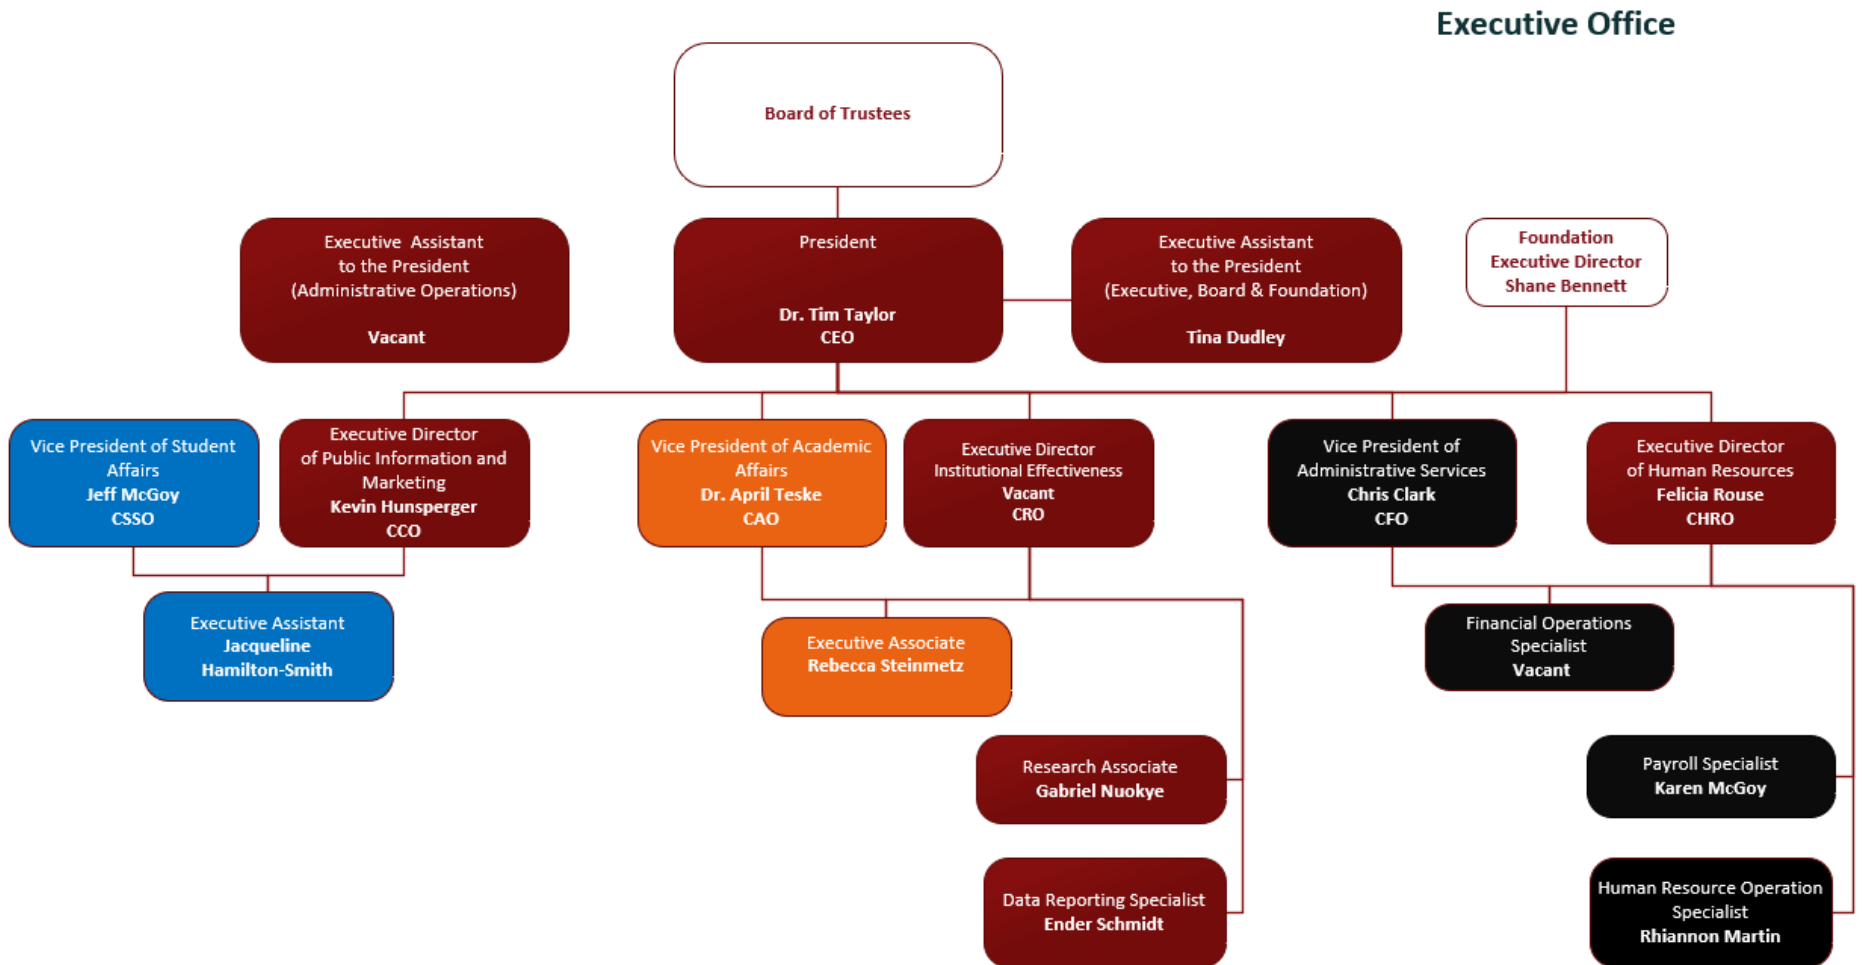 Executive Office
Board of Trustees
Executive Assistant
to the President
(Administrative Operations)
Vacant
President
Dr. Tim Taylor
CEO
Executive Assistant
to the President
(Executive, Board & Foundation)
Tina Dudley
Foundation
Executive Director
Shane Bennett
Vice President of Student
Affairs
Jeff McGoy
CSSO
Executive Director
of Public Information and
Marketing
Kevin Hunsperger
CCO
Vice President of Academic
Affairs
Dr. April Teske
CAO
Executive Director
Institutional Effectiveness
Vacant
CRO
Vice President of
Administrative Services
Chris Clark
CFO
Executive Director
of Human Resources
Felicia Rouse
CHRO
Executive Assistant
Jacqueline
Hamilton-Smith
Executive Associate
Rebecca Steinmetz
Financial Operations
Specialist
Vacant
Research Associate
Gabriel Nuokye
Payroll Specialist
Karen McGoy
Data Reporting Specialist
Ender Schmidt
Human Resource Operation
Specialist
Rhiannon Martin